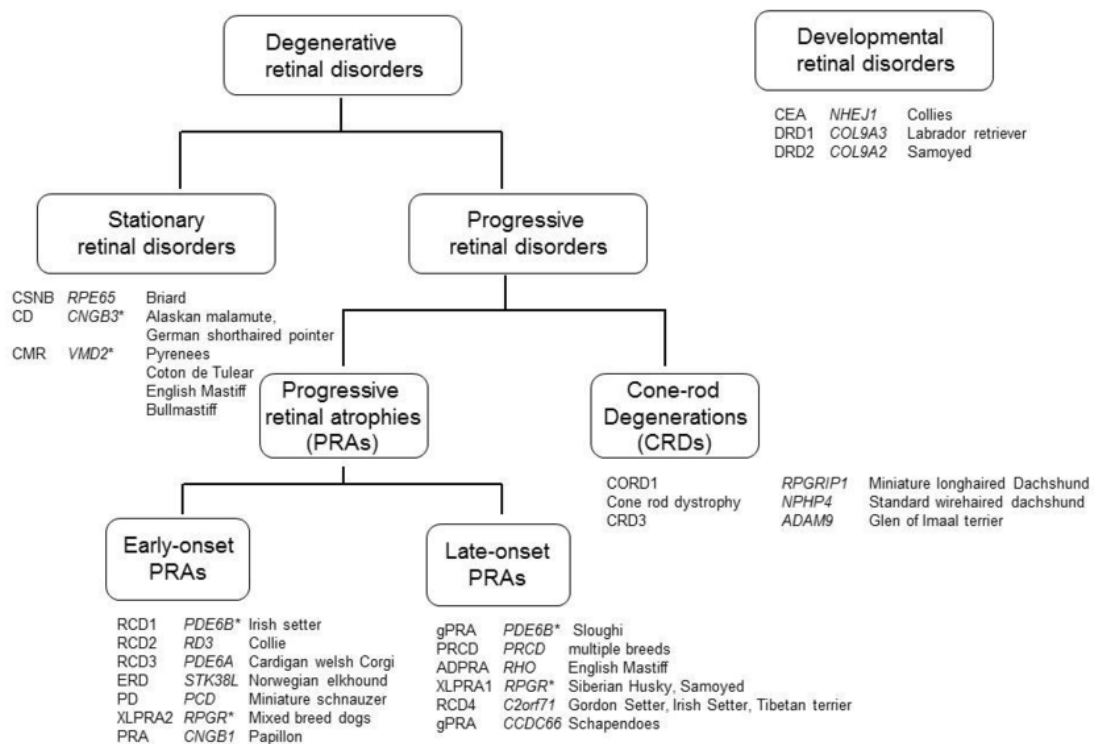 Degenerative
retinal disorders
Developmental
retinal disorders
CEA NHEJ1 Collies
DRD1 COL9A3 Labrador retriever
DRD2 COL9A2 Samoyed
Stationary
retinal disorders
Progressive
retinal disorders
CSNB RPE65 Briard
CD CNGB3* Alaskan malamute,
German shorthaired pointer
CMR VMD2* Pyrenees
Coton de Tulear
English Mastiff
Bullmastiff
Progressive
retinal atrophies
(PRAs)
Cone-rod
Degenerations
(CRDs)
CORD1 RPGRIP1 Miniature longhaired Dachshund
Cone rod dystrophy NPHP4 Standard wirehaired dachshund
CRD3 ADAM9 Glen of Imaal terrier
Early-onset
PRAs
Late-onset
PRAs
RCD1 PDE6B* Irish setter
RCD2 RD3 Collie
RCD3 PDE6A Cardigan welsh Corgi
ERD STK38L Norwegian elkhound
PD PCD Miniature schnauzer
XLPRA2 RPGR* Mixed breed dogs
PRA CNGB1 Papillon
gPRA PDE6B* Sloughi
PRCD PRCD multiple breeds
ADPRA RHO English Mastiff
XLPRA1 RPGR* Siberian Husky, Samoyed
RCD4 C2orf71 Gordon Setter, Irish Setter, Tibetan terrier
gPRA CCDC66 Schapendoes